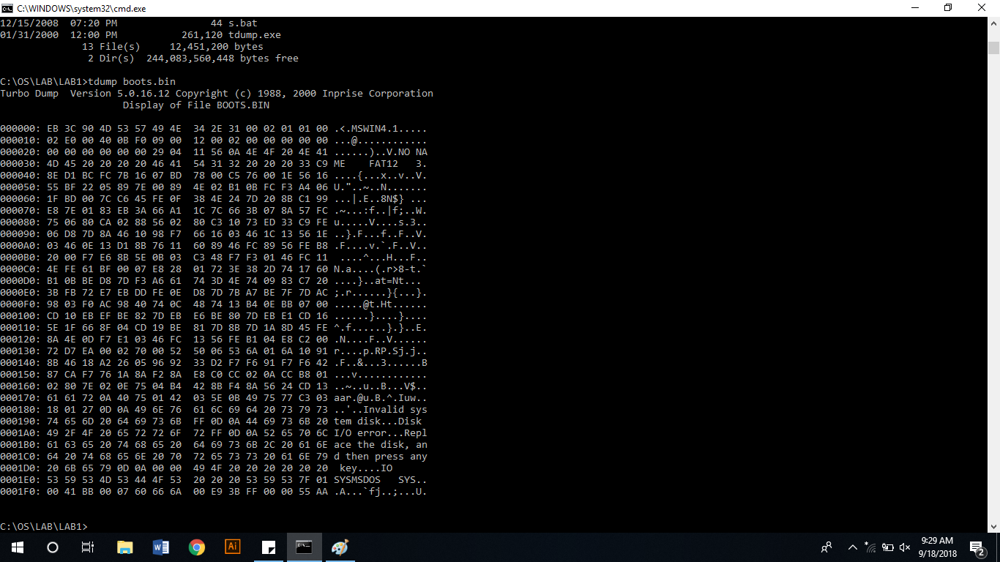 C:\WINDOWS\system32\cmd.exe
12/15/2008  07:20 PM                44 s.bat
01/31/2000  12:00 PM           261,120 tdump.exe
              13 File(s)     12,451,200 bytes
               2 Dir(s)  244,083,560,448 bytes free
C:\OS\LAB\LAB1>tdump boots.bin
Turbo Dump  Version 5.0.16.12 Copyright (c) 1988, 2000 Inprise Corporation
                     Display of File BOOTS.BIN
000000: EB 3C 90 4D 53 57 49 4E  34 2E 31 00 02 01 01 00 .<.MSWIN4.1.....
000010: 02 E0 00 40 0B F0 09 00  12 00 02 00 00 00 00 00 ...@............
000020: 00 00 00 00 00 00 29 04  11 56 0A 4E 4F 20 4E 41 ......)..V.NO NA
000030: 4D 45 20 20 20 20 46 41  54 31 32 20 20 20 33 C9 ME    FAT12   3.
000040: 8E D1 BC FC 7B 16 07 BD  78 00 C5 76 00 1E 56 16 ....{...x..v..V.
000050: 55 BF 22 05 89 7E 00 89  4E 02 B1 0B FC F3 A4 06 U."..~..N.......
000060: 1F BD 00 7C C6 45 FE 0F  38 4E 24 7D 20 8B C1 99 ...|.E..8N$} ...
000070: E8 7E 01 83 EB 3A 66 A1  1C 7C 66 3B 07 8A 57 FC .~...:f..|f;..W.
000080: 75 06 80 CA 02 88 56 02  80 C3 10 73 ED 33 C9 FE u.....V....s.3..
000090: 06 D8 7D 8A 46 10 98 F7  66 16 03 46 1C 13 56 1E ..}.F...f..F..V.
0000A0: 03 46 0E 13 D1 8B 76 11  60 89 46 FC 89 56 FE B8 .F....v.`.F..V..
0000B0: 20 00 F7 E6 8B 5E 0B 03  C3 48 F7 F3 01 46 FC 11  ....^...H...F..
0000C0: 4E FE 61 BF 00 07 E8 28  01 72 3E 38 2D 74 17 60 N.a....(.r>8-t.`
0000D0: B1 0B BE D8 7D F3 A6 61  74 3D 4E 74 09 83 C7 20 ....}..at=Nt...
0000E0: 3B FB 72 E7 EB DD FE 0E  D8 7D 7B A7 BE 7F 7D AC ;.r......}{...}.
0000F0: 98 03 F0 AC 98 40 74 0C  48 74 13 B4 0E BB 07 00 .....@t.Ht......
000100: CD 10 EB EF BE 82 7D EB  E6 BE 80 7D EB E1 CD 16 ......}....}....
000110: 5E 1F 66 8F 04 CD 19 BE  81 7D 8B 7D 1A 8D 45 FE ^.f......}.}..E.
000120: 8A 4E 0D F7 E1 03 46 FC  13 56 FE B1 04 E8 C2 00 .N....F..V......
000130: 72 D7 EA 00 02 70 00 52  50 06 53 6A 01 6A 10 91 r....p.RP.Sj.j..
000140: 8B 46 18 A2 26 05 96 92  33 D2 F7 F6 91 F7 F6 42 .F..&...3......B
000150: 87 CA F7 76 1A 8A F2 8A  E8 C0 CC 02 0A CC B8 01 ...v............
000160: 02 80 7E 02 0E 75 04 B4  42 8B F4 8A 56 24 CD 13 ..~..u..B...V$..
000170: 61 61 72 0A 40 75 01 42  03 5E 0B 49 75 77 C3 03 aar.@u.B.^.Iuw..
000180: 18 01 27 0D 0A 49 6E 76  61 6C 69 64 20 73 79 73 ..'..Invalid sys
000190: 74 65 6D 20 64 69 73 6B  FF 0D 0A 44 69 73 6B 20 tem disk...Disk
0001A0: 49 2F 4F 20 65 72 72 6F  72 FF 0D 0A 52 65 70 6C I/O error...Repl
0001B0: 61 63 65 20 74 68 65 20  64 69 73 6B 2C 20 61 6E ace the disk, an
0001C0: 64 20 74 68 65 6E 20 70  72 65 73 73 20 61 6E 79 d then press any
0001D0: 20 6B 65 79 0D 0A 00 00  49 4F 20 20 20 20 20 20  key....IO
0001E0: 53 59 53 4D 53 44 4F 53  20 20 20 53 59 53 7F 01 SYSMSDOS   SYS..
0001F0: 00 41 BB 00 07 60 66 6A  00 E9 3B FF 00 00 55 AA .A...`fj..;...U.
C:\OS\LAB\LAB1>
9:29 AM
9/18/2018
2